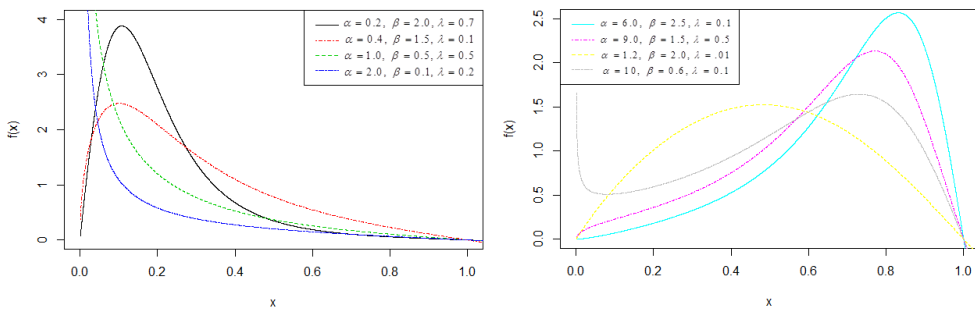 α = 0.2, β = 2.0, λ = 0.7
α = 0.4, β = 1.5, λ = 0.1
α = 1.0, β = 0.5, λ = 0.5
α = 2.0, β = 0.1, λ = 0.2
f(x)
4
3
2
1
0
0.0 0.2 0.4 0.6 0.8 1.0
x
α = 6.0, β = 2.5, λ = 0.1
α = 9.0, β = 1.5, λ = 0.5
α = 1.2, β = 2.0, λ = .01
α = 10, β = 0.6, λ = 0.1
f(x)
2.5
2.0
1.5
1.0
0.5
0.0
0.0 0.2 0.4 0.6 0.8 1.0
x